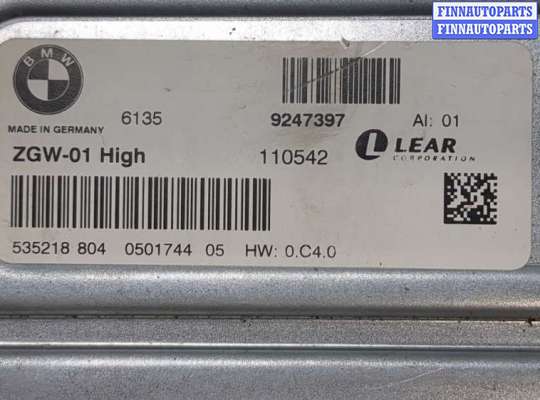 FINNAUTOPARTS
FINNAUTOPARTS
BMW
6135 9247397 AI: 01
MADE IN GERMANY
ZGW-01 High 110542 LEAR
CORPORATION
535218 804 0501744 05 HW: 0.C4.0